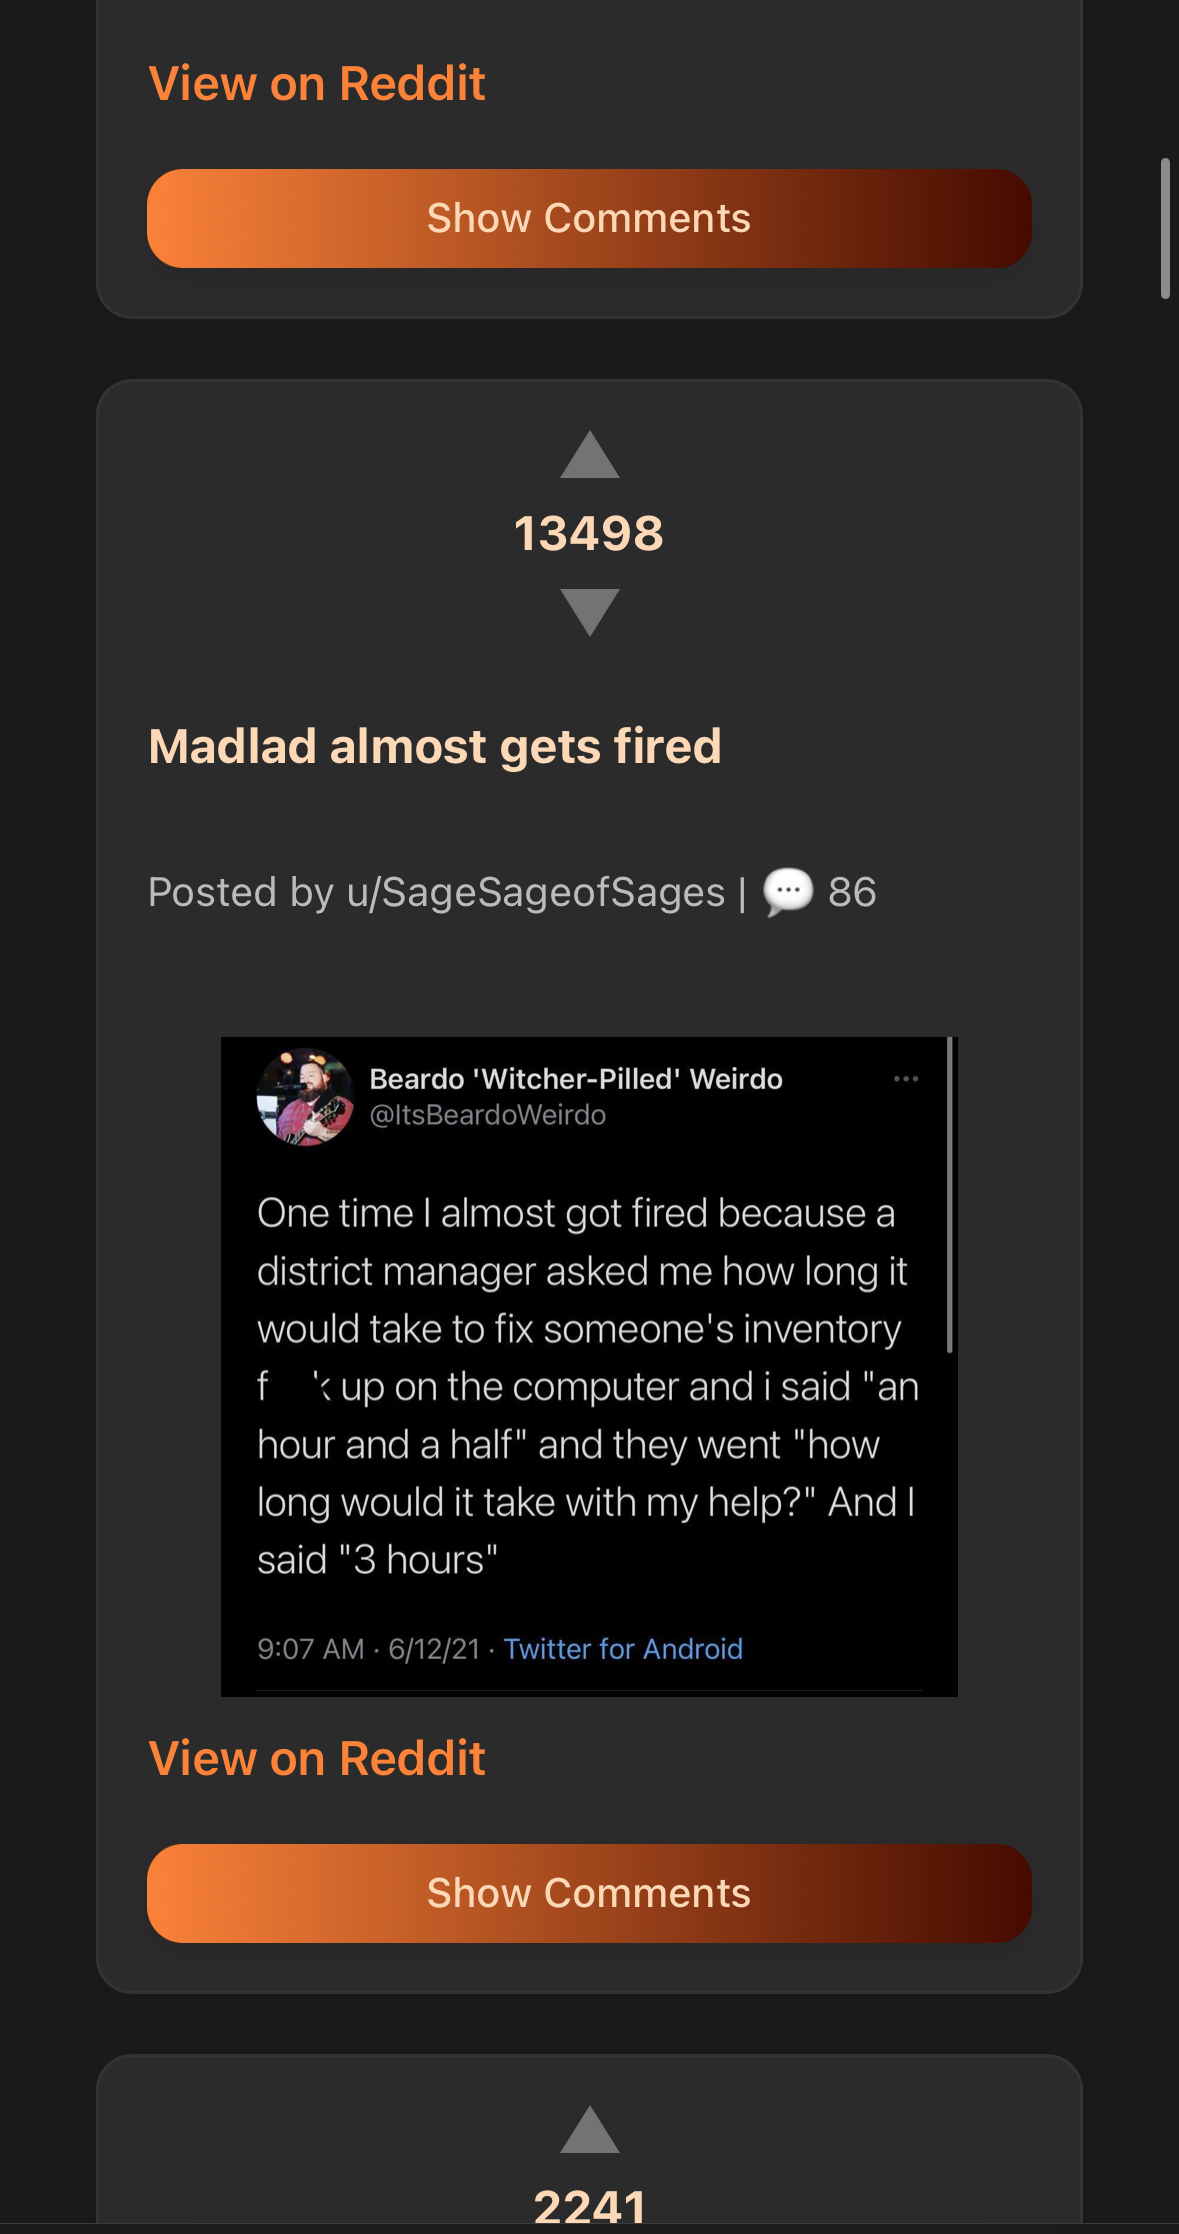 View on Reddit
Show Comments
13498
Madlad almost gets fired
Posted by u/SageSageofSages | 💬 86
Beardo 'Witcher-Pilled' Weirdo
@ItsBeardoWeirdo
One time I almost got fired because a
district manager asked me how long it
would take to fix someone's inventory
f k up on the computer and i said "an
hour and a half" and they went "how
long would it take with my help?" And I
said "3 hours"
9:07 AM · 6/12/21 · Twitter for Android
View on Reddit
Show Comments
2241